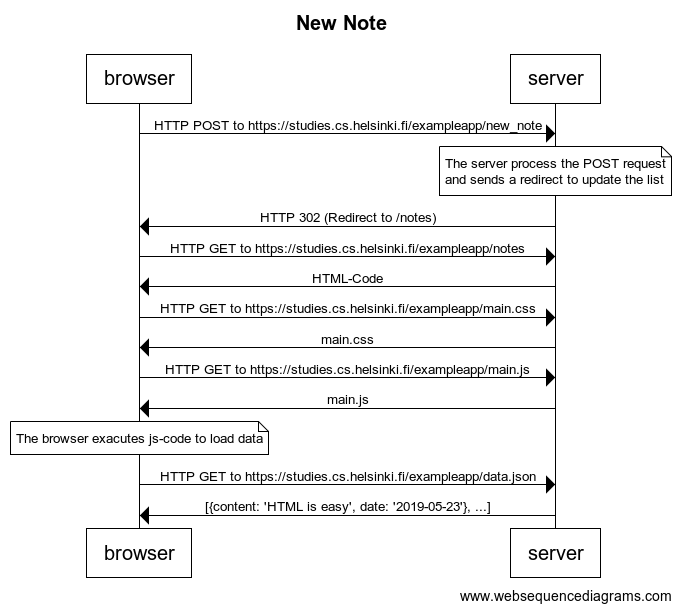 New Note
browser
server
HTTP POST to https://studies.cs.helsinki.fi/exampleapp/new_note
The server process the POST request
and sends a redirect to update the list
HTTP 302 (Redirect to /notes)
HTTP GET to https://studies.cs.helsinki.fi/exampleapp/notes
HTML-Code
HTTP GET to https://studies.cs.helsinki.fi/exampleapp/main.css
main.css
HTTP GET to https://studies.cs.helsinki.fi/exampleapp/main.js
main.js
The browser exacutes js-code to load data
HTTP GET to https://studies.cs.helsinki.fi/exampleapp/data.json
[{content: 'HTML is easy', date: '2019-05-23'}, ...]
browser
server
www.websequencediagrams.com